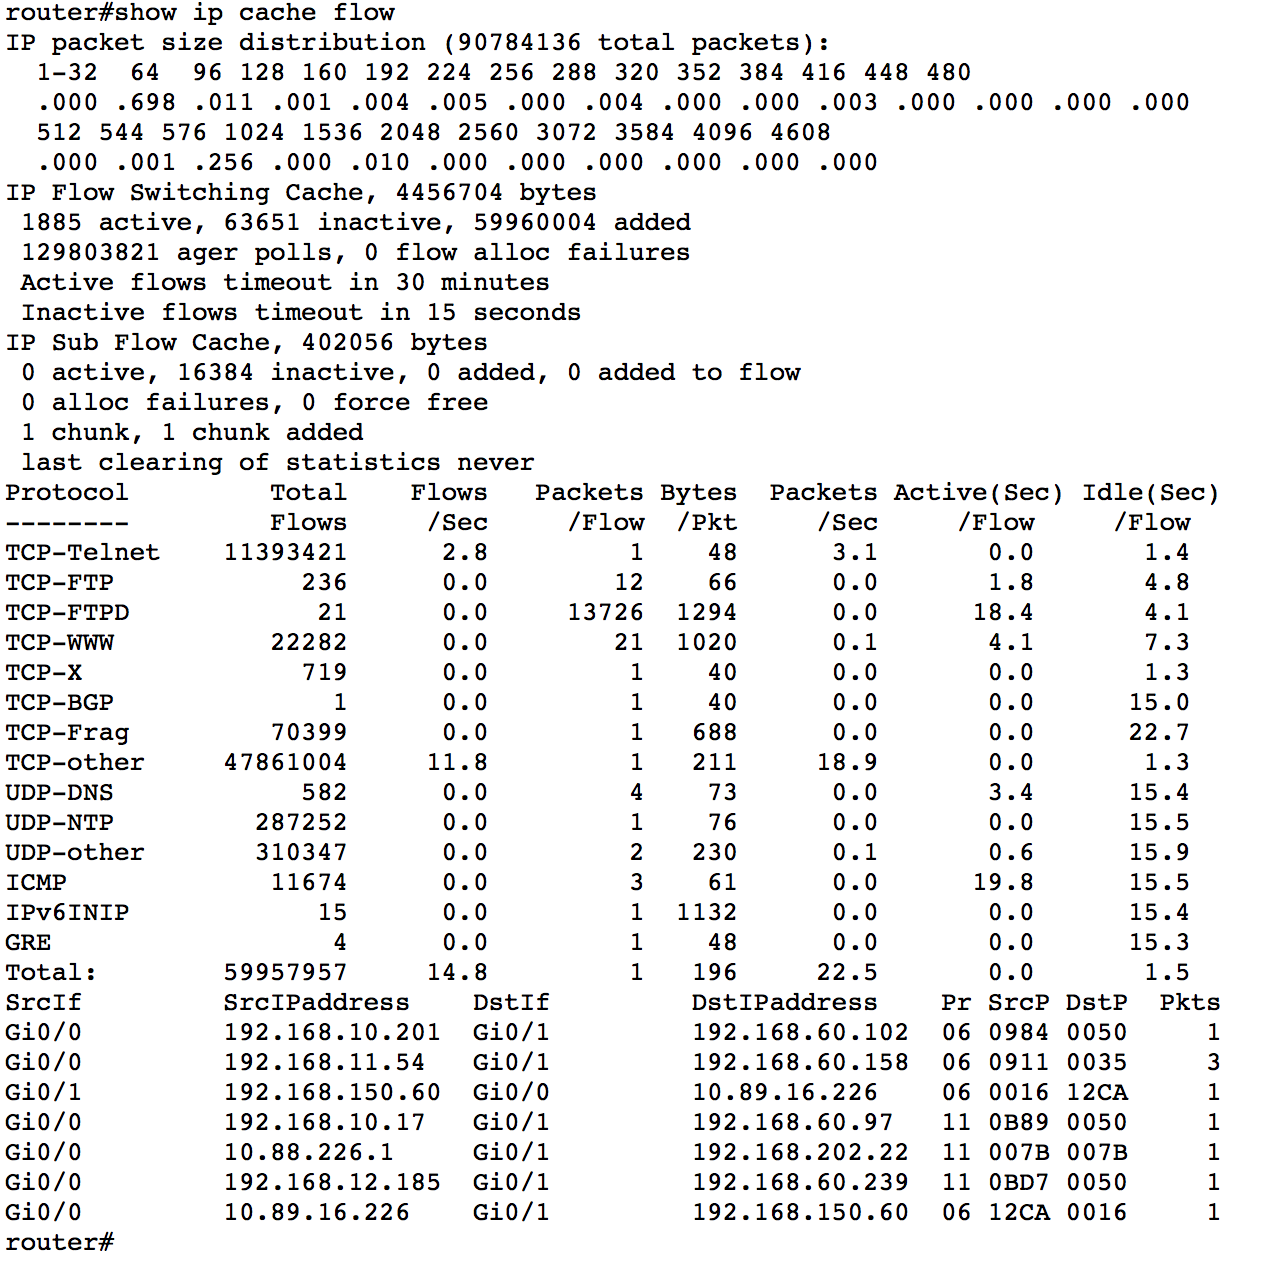 router#show ip cache flow
IP packet size distribution (90784136 total packets):
1-32 64 96 128 160 192 224 256 288 320 352 384 416 448 480
.000 .698 .011 .001 .004 .005 .000 .004 .000 .000 .003 .000 .000 .000 .000
512 544 576 1024 1536 2048 2560 3072 3584 4096 4608
.000 .001 .256 .000 .010 .000 .000 .000 .000 .000 .000
IP Flow Switching Cache, 4456704 bytes
1885 active, 63651 inactive, 59960004 added
129803821 ager polls, 0 flow alloc failures
Active flows timeout in 30 minutes
Inactive flows timeout in 15 seconds
IP Sub Flow Cache, 402056 bytes
0 active, 16384 inactive, 0 added, 0 added to flow
0 alloc failures, 0 force free
1 chunk, 1 chunk added
last clearing of statistics never
Protocol Total Flows Packets Bytes Packets Active(Sec) Idle(Sec)
-------- Flows /Sec /Flow /Pkt /Sec /Flow /Flow
TCP-Telnet 11393421 2.8 1 48 3.1 0.0 1.4
TCP-FTP 236 0.0 12 66 0.0 1.8 4.8
TCP-FTPD 21 0.0 13726 1294 0.0 18.4 4.1
TCP-WWW 22282 0.0 21 1020 0.1 4.1 7.3
TCP-X 719 0.0 1 40 0.0 0.0 1.3
TCP-BGP 1 0.0 1 40 0.0 0.0 15.0
TCP-Frag 70399 0.0 1 688 0.0 0.0 22.7
TCP-other 47861004 11.8 1 211 18.9 0.0 1.3
UDP-DNS 582 0.0 4 73 0.0 3.4 15.4
UDP-NTP 287252 0.0 1 76 0.0 0.0 15.5
UDP-other 310347 0.0 2 230 0.1 0.6 15.9
ICMP 11674 0.0 3 61 0.0 19.8 15.5
IPv6INIP 15 0.0 1 1132 0.0 0.0 15.4
GRE 4 0.0 1 48 0.0 0.0 15.3
Total: 59957957 14.8 1 196 22.5 0.0 1.5
SrcIf SrcIPaddress DstIf DstIPaddress Pr SrcP DstP Pkts
Gi0/0 192.168.10.201 Gi0/1 192.168.60.102 06 0984 0050 1
Gi0/0 192.168.11.54 Gi0/1 192.168.60.158 06 0911 0035 3
Gi0/1 192.168.150.60 Gi0/0 10.89.16.226 06 0016 12CA 1
Gi0/0 192.168.10.17 Gi0/1 192.168.60.97 11 0B89 0050 1
Gi0/0 10.88.226.1 Gi0/1 192.168.202.22 11 007B 007B 1
Gi0/0 192.168.12.185 Gi0/1 192.168.60.239 11 0BD7 0050 1
Gi0/0 10.89.16.226 Gi0/1 192.168.150.60 06 12CA 0016 1
router#